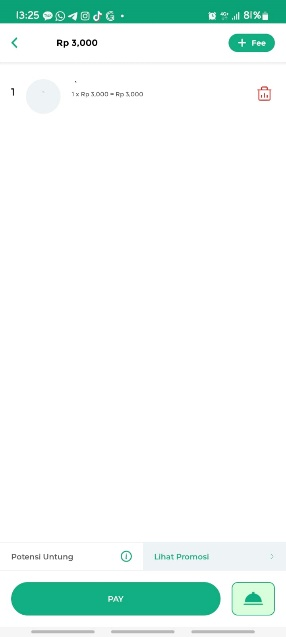 13:25
4G+ 81%
Rp 3,000
+ Fee
1
1 x Rp 3,000 = Rp 3,000
Potensi Untung
Lihat Promosi
PAY